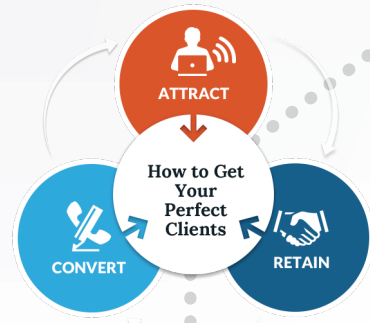 ATTRACT
How to Get
Your
Perfect
Clients
CONVERT
RETAIN